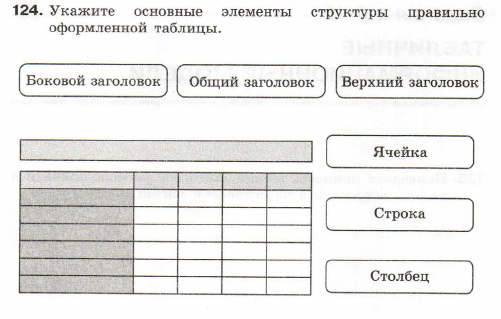 124. Укажите основные элементы структуры правильно
оформленной таблицы.
Боковой заголовок
Общий заголовок
Верхний заголовок
Ячейка
Строка
Столбец